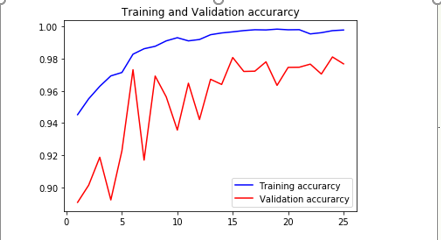 Training and Validation accurarcy
1.00
0.98
0.96
0.94
0.92
0.90
Training accurarcy
Validation accurarcy
0 5 10 15 20 25